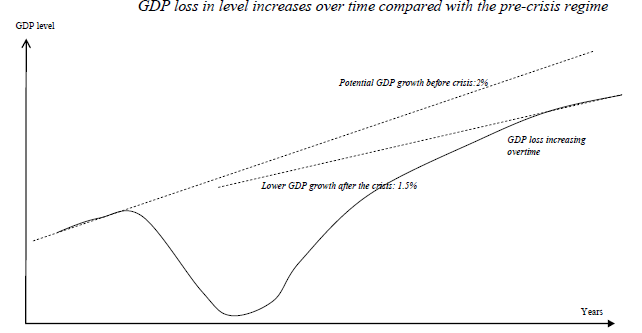 GDP loss in level increases over time compared with the pre-crisis regime
GDP level
Potential GDP growth before crisis:2%
GDP loss increasing
overtime
Lower GDP growth after the crisis: 1.5%
Years